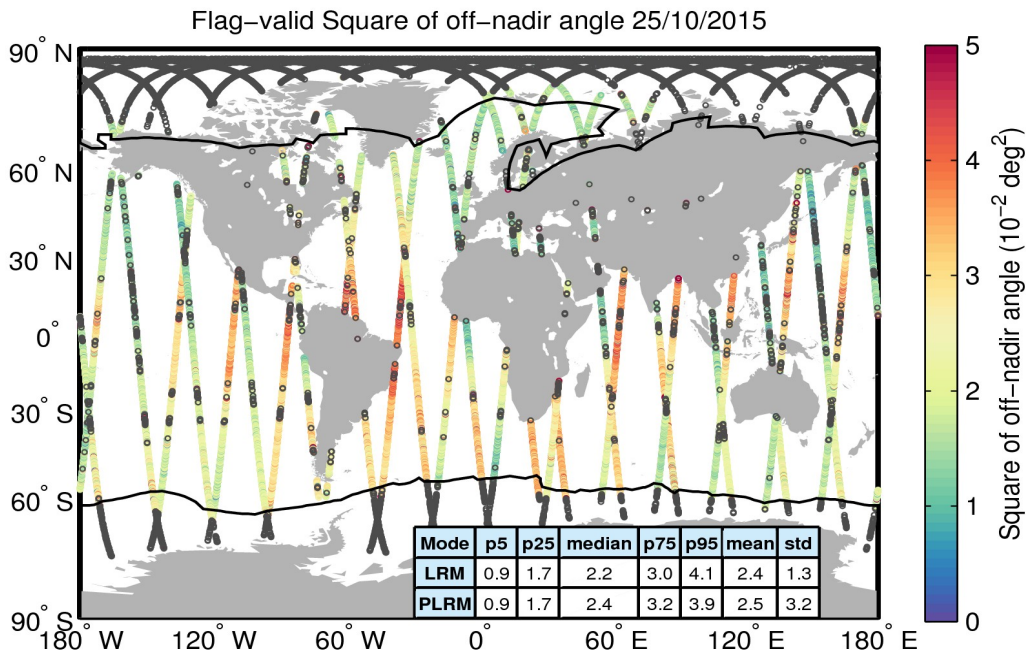 Flag−valid Square of off−nadir angle 25/10/2015
90° N
60° N
30° N
0°
30° S
60° S
90° S
180° W
120° W
60° W
0°
60° E
120° E
180° E
Mode p5 p25 median p75 p95 mean std
LRM 0.9 1.7 2.2 3.0 4.1 2.4 1.3
PLRM 0.9 1.7 2.4 3.2 3.9 2.5 3.2
5
4
3
2
1
0
Square of off−nadir angle (10⁻² deg²)